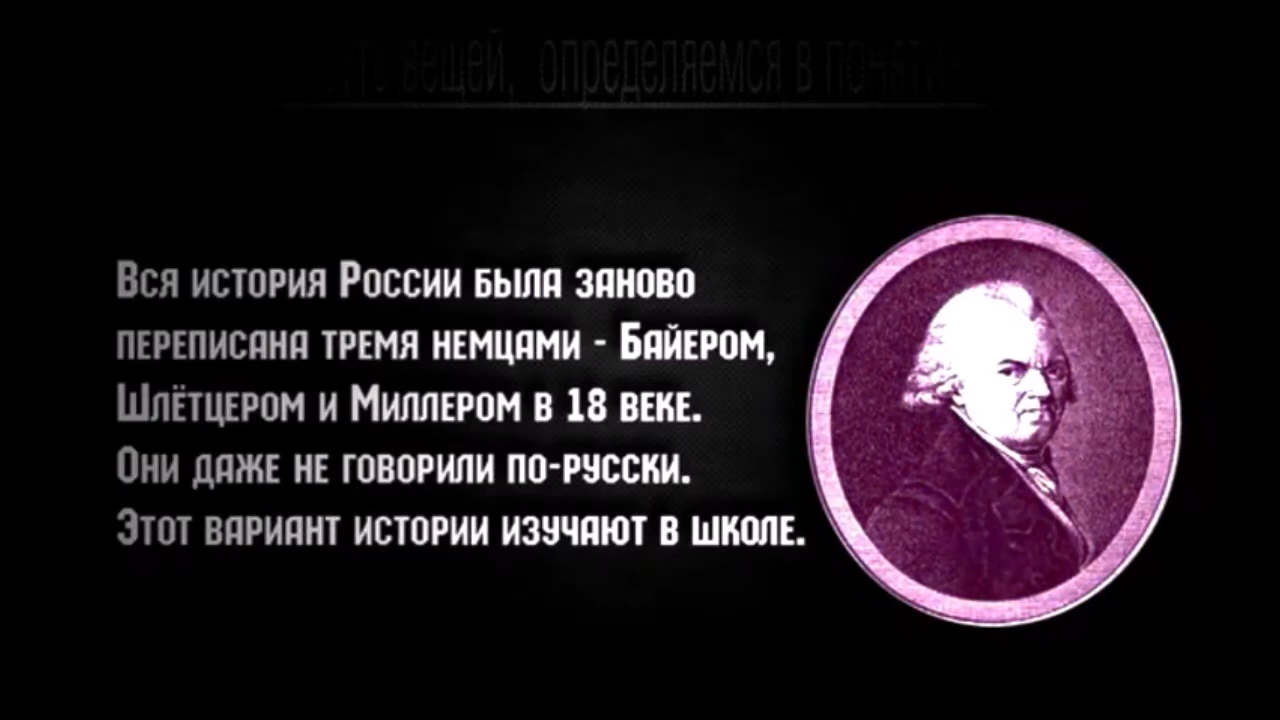 вещей, определяемся в
Вся история России была заново
переписана тремя немцами - Байером,
Шлётцером и Миллером в 18 веке.
Они даже не говорили по-русски.
Этот вариант истории изучают в школе.